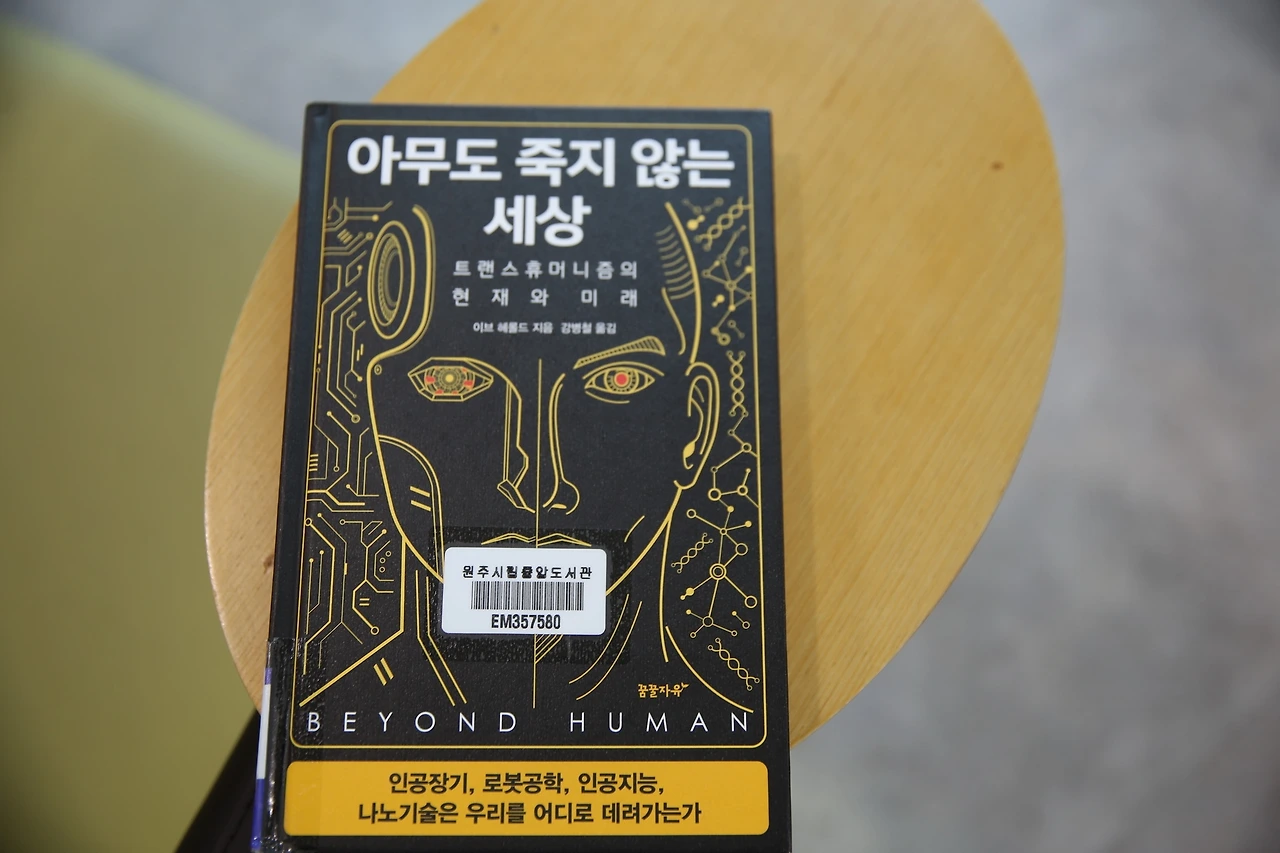 아무도 죽지 않는
세상
트랜스휴머니즘의
현재와 미래
이브 헤롤드 지음 강병철 옮김
원주시립중앙도서관
EM357580
꿈꿀자유
BEYOND HUMAN
인공장기, 로봇공학, 인공지능,
나노기술은 우리를 어디로 데려가는가